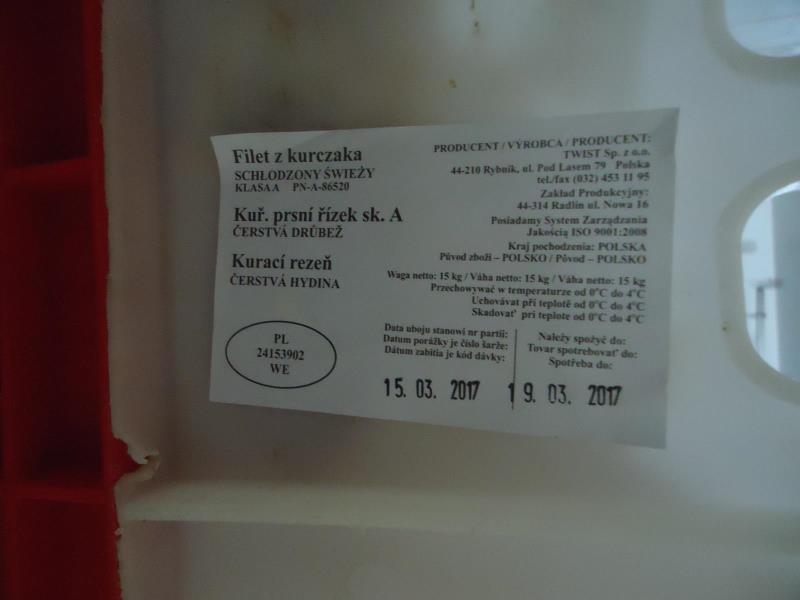 Filet z kurczaka
SCHŁODZONY ŚWIEŻY
KLASA A PN-A-86520
Kuř. prsní řízek sk. A
ČERSTVÁ DRŮBEŽ
Kurací rezeň
ČERSTVÁ HYDINA
PL
24153902
WE
PRODUCENT / VÝROBCA / PRODUCENT:
TWIST Sp. z o.o.
44-210 Rybnik, ul. Pod Lasem 79 Polska
tel./fax (032) 453 11 95
Zakład Produkcyjny:
44-314 Radlin ul. Nowa 16
Posiadamy System Zarządzania
Jakością ISO 9001:2008
Kraj pochodzenia: POLSKA
Původ zboží – POLSKO / Pôvod – POLSKO
Waga netto: 15 kg / Váha netto: 15 kg / Váha netto: 15 kg
Przechowywać w temperaturze od 0°C do 4°C
Uchovávať při teplotě od 0°C do 4°C
Skadovať pri teplote od 0°C do 4°C
Data uboju stanowi nr partii:
Datum porážky je číslo šarže:
Dátum zabitia je kód dávky:
15. 03. 2017
Należy spożyć do:
Tovar spotrebovať do:
Spotřeba do:
19. 03. 2017